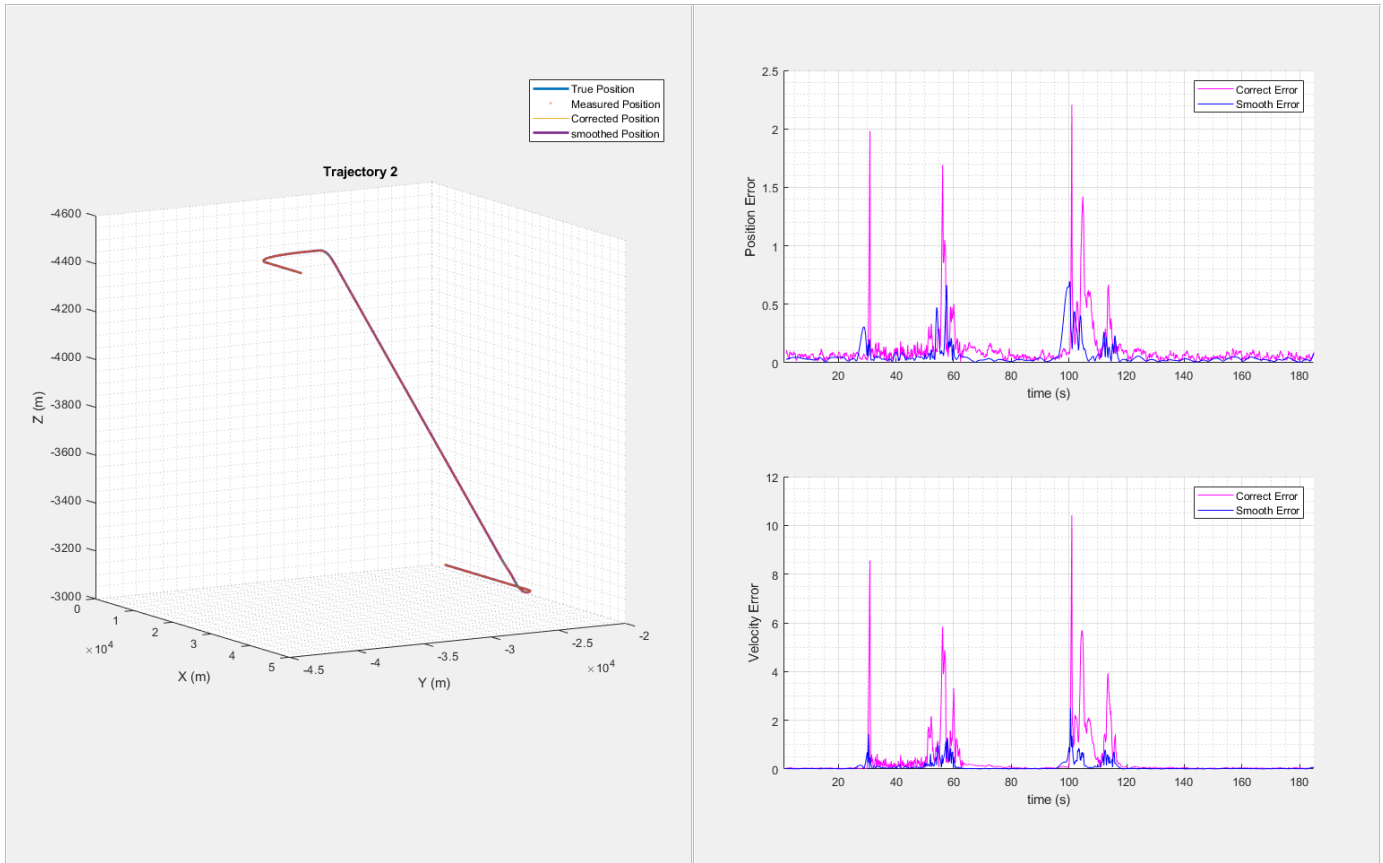 True Position
Measured Position
Corrected Position
smoothed Position
Trajectory 2
-4600
-4400
-4200
-4000
-3800
-3600
-3400
-3200
-3000
Z (m)
0
1
2
3
4
5
×10^4
X (m)
-4.5
-4
-3.5
-3
-2.5
-2
×10^4
Y (m)
2.5
2
1.5
1
0.5
0
Position Error
Correct Error
Smooth Error
20 40 60 80 100 120 140 160 180
time (s)
12
10
8
6
4
2
0
Velocity Error
Correct Error
Smooth Error
20 40 60 80 100 120 140 160 180
time (s)